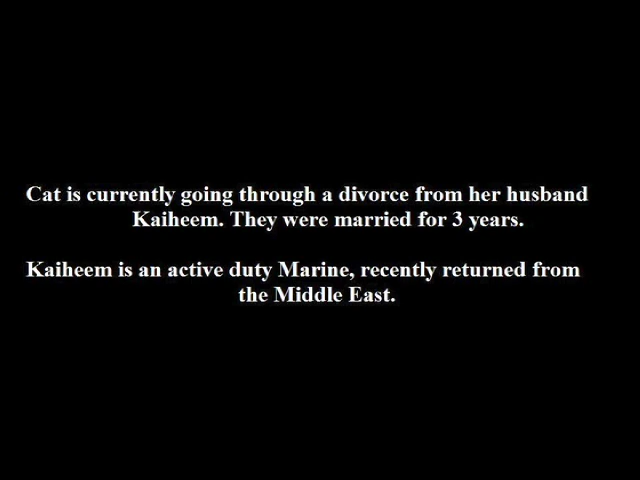 Cat is currently going through a divorce from her husband
Kaiheem. They were married for 3 years.
Kaiheem is an active duty Marine, recently returned from
the Middle East.